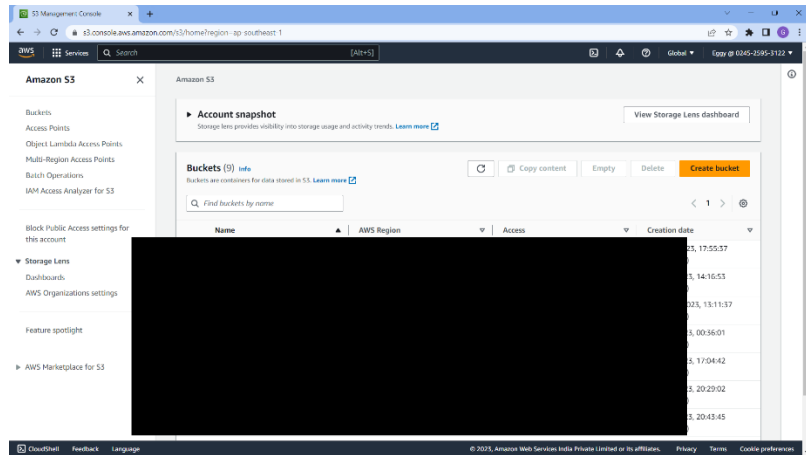 S3 Management Console
s3.console.aws.amazon.com/s3/home?region=ap-southeast-1
aws Services Search [Alt+S] Global Eggy @ 0245-2595-3122
Amazon S3
Buckets
Access Points
Object Lambda Access Points
Multi-Region Access Points
Batch Operations
IAM Access Analyzer for S3
Block Public Access settings for
this account
Storage Lens
Dashboards
AWS Organizations settings
Feature spotlight
AWS Marketplace for S3
Amazon S3
Account snapshot
Storage lens provides visibility into storage usage and activity trends. Learn more
View Storage Lens dashboard
Buckets (9) Info
Buckets are containers for data stored in S3. Learn more
Copy content Empty Delete Create bucket
Find buckets by name
1
Name AWS Region Access Creation date
23, 17:55:37
3, 14:16:53
023, 13:11:37
3, 00:36:01
3, 17:04:42
3, 20:29:02
3, 20:43:45
CloudShell Feedback Language © 2023, Amazon Web Services India Private Limited or its affiliates. Privacy Terms Cookie preferences